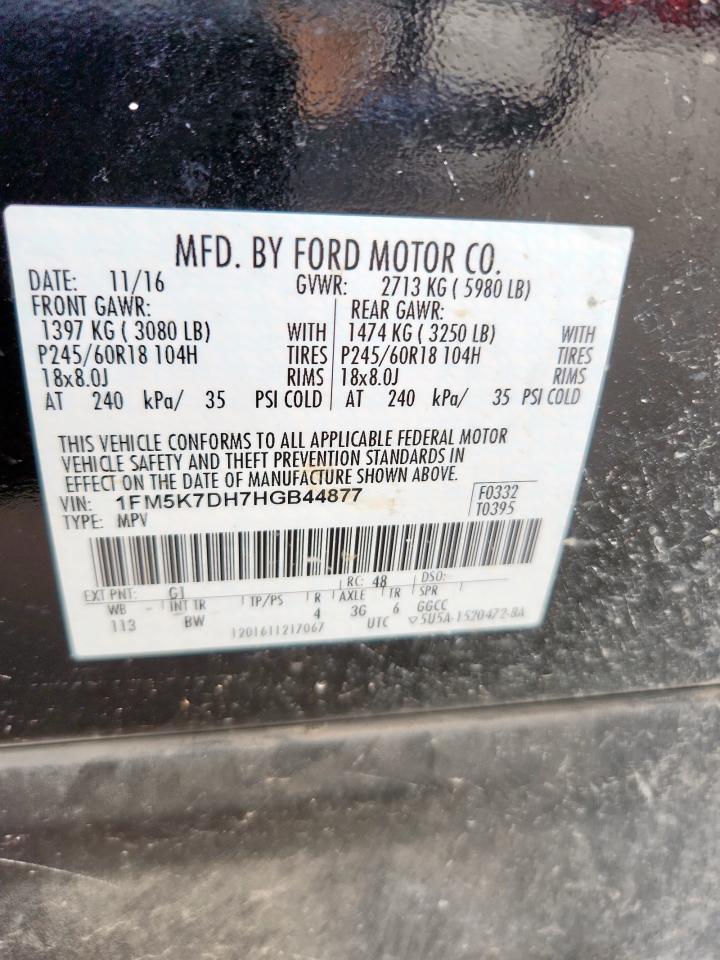 MFD. BY FORD MOTOR CO.
DATE: 11/16 GVWR: 2713 KG ( 5980 LB)
FRONT GAWR: REAR GAWR:
1397 KG ( 3080 LB) WITH 1474 KG ( 3250 LB) WITH
P245/60R18 104H TIRES P245/60R18 104H TIRES
18x8.0J RIMS 18x8.0J RIMS
AT 240 kPa/ 35 PSI COLD AT 240 kPa/ 35 PSI COLD
THIS VEHICLE CONFORMS TO ALL APPLICABLE FEDERAL MOTOR
VEHICLE SAFETY AND THEFT PREVENTION STANDARDS IN
EFFECT ON THE DATE OF MANUFACTURE SHOWN ABOVE.
VIN: 1FM5K7DH7HGB44877 F0332
TYPE: MPV T0395
EXT PNT: G1 RC: 48 DSO:
WB INT TR TP/PS R AXLE TR SPR
113 BW 4 3G 6 GGCC
1201611217067 UTC ▽5U5A-1520472-BA